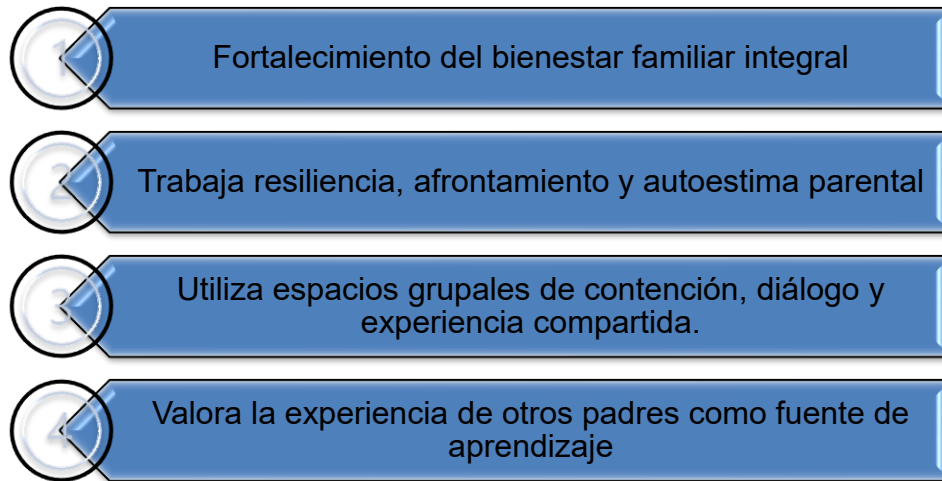 1
Fortalecimiento del bienestar familiar integral
2
Trabaja resiliencia, afrontamiento y autoestima parental
3
Utiliza espacios grupales de contención, diálogo y
experiencia compartida.
4
Valora la experiencia de otros padres como fuente de
aprendizaje